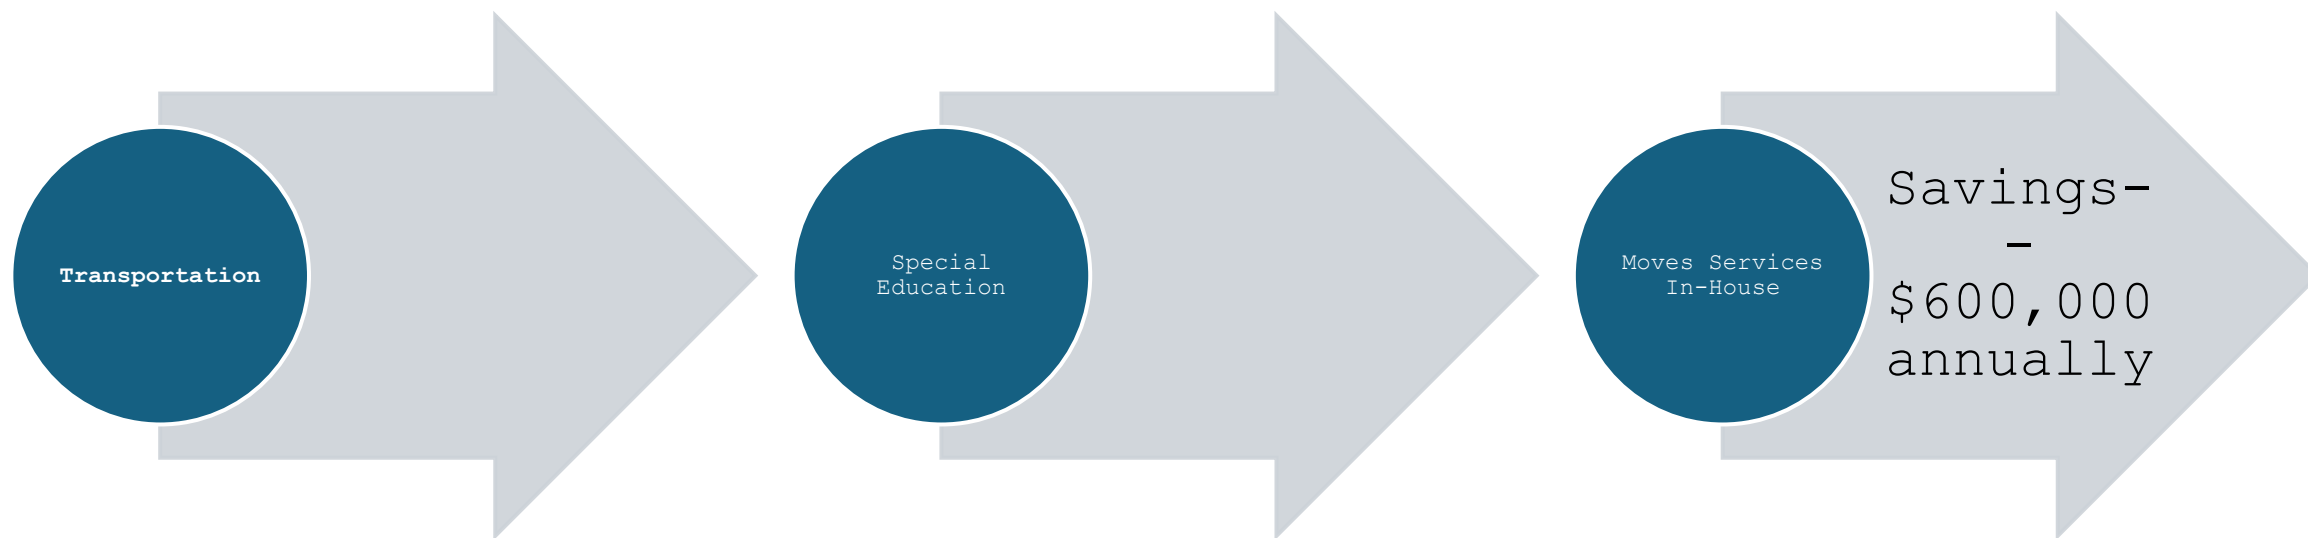 Transportation
Special
Education
Moves Services
In-House
Savings-
-
$600,000
annually